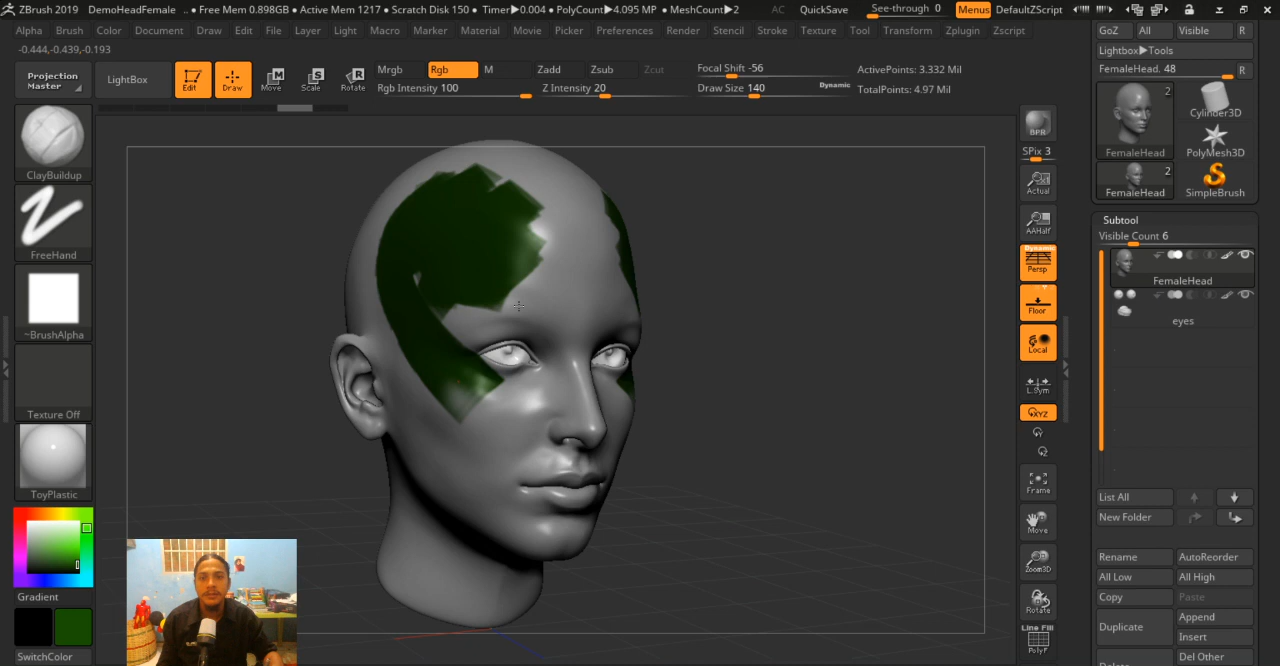 ZBrush 2019 DemoHeadFemale .. • Free Mem 0.898GB • Active Mem 1217 • Scratch Disk 150 • Timer▶0.004 • PolyCount▶4.095 MP • MeshCount▶2 AC QuickSave See-through 0 Menus DefaultZScript
Alpha Brush Color Document Draw Edit File Layer Light Macro Marker Material Movie Picker Preferences Render Stencil Stroke Texture Tool Transform Zplugin Zscript
-0.444,-0.439,-0.193
Projection Master
LightBox
Edit
Draw
Move
Scale
Rotate
Mrgb Rgb M Zadd Zsub Zcut
Rgb Intensity 100 Z Intensity 20
Focal Shift -56
Draw Size 140 Dynamic
ActivePoints: 3.332 Mil
TotalPoints: 4.97 Mil
ClayBuildup
FreeHand
~BrushAlpha
Texture Off
ToyPlastic
Gradient
SwitchColor
BPR
SPix 3
Actual
AAHalf
Dynamic
Persp
Floor
Local
L.Sym
XYZ
Y
Z
Frame
Move
Zoom3D
Rotate
Line Fill
PolyF
GoZ All Visible R
Lightbox▶Tools
FemaleHead. 48 R
2
FemaleHead
Cylinder3D
PolyMesh3D
2
FemaleHead
SimpleBrush
Subtool
Visible Count 6
FemaleHead
eyes
List All
New Folder
Rename AutoReorder
All Low All High
Copy Paste
Duplicate
Append
Insert
Del Other